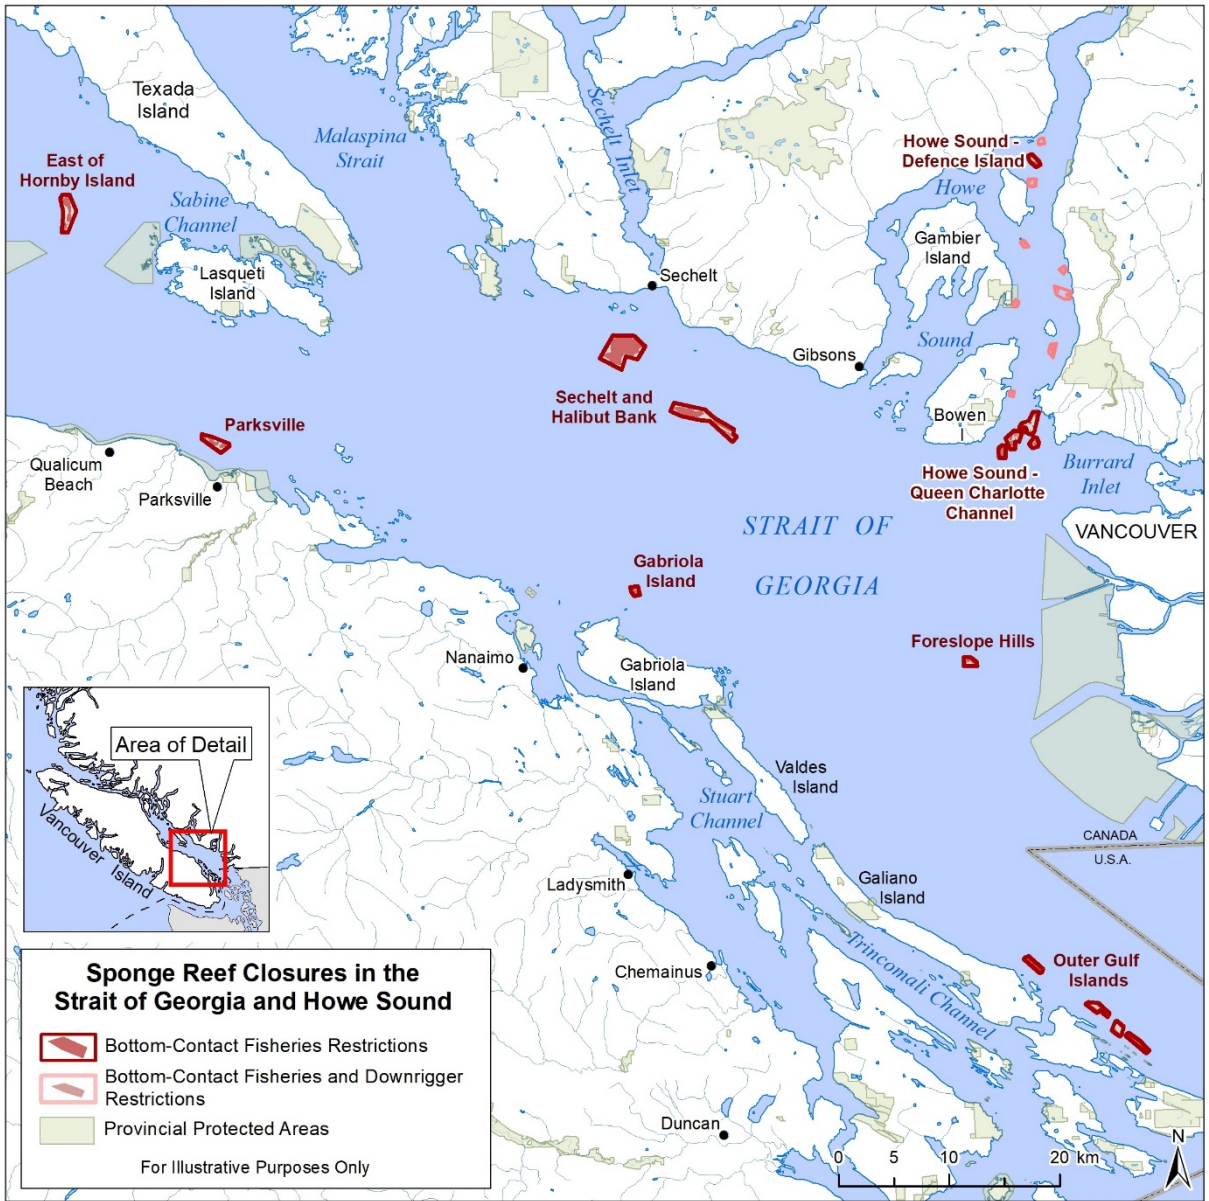 Texada
Island
Malaspina
Strait
Sechelt Inlet
Howe Sound -
Defence Island
East of
Hornby Island
Howe
Sabine
Channel
Gambier
Island
Lasqueti
Island
Sechelt
Sound
Gibsons
Sechelt and
Halibut Bank
Bowen
I
Parksville
Qualicum
Beach
Parksville
Burrard
Inlet
Howe Sound -
Queen Charlotte
Channel
STRAIT OF
GEORGIA
VANCOUVER
Gabriola
Island
Foreslope Hills
Nanaimo
Gabriola
Island
Area of Detail
Vancouver Island
Valdes
Island
Stuart
Channel
CANADA
U.S.A.
Ladysmith
Galiano
Island
Trincomali Channel
Chemainus
Outer Gulf
Islands
Sponge Reef Closures in the
Strait of Georgia and Howe Sound
Bottom-Contact Fisheries Restrictions
Bottom-Contact Fisheries and Downrigger
Restrictions
Provincial Protected Areas
For Illustrative Purposes Only
Duncan
N
0 5 10 20 km